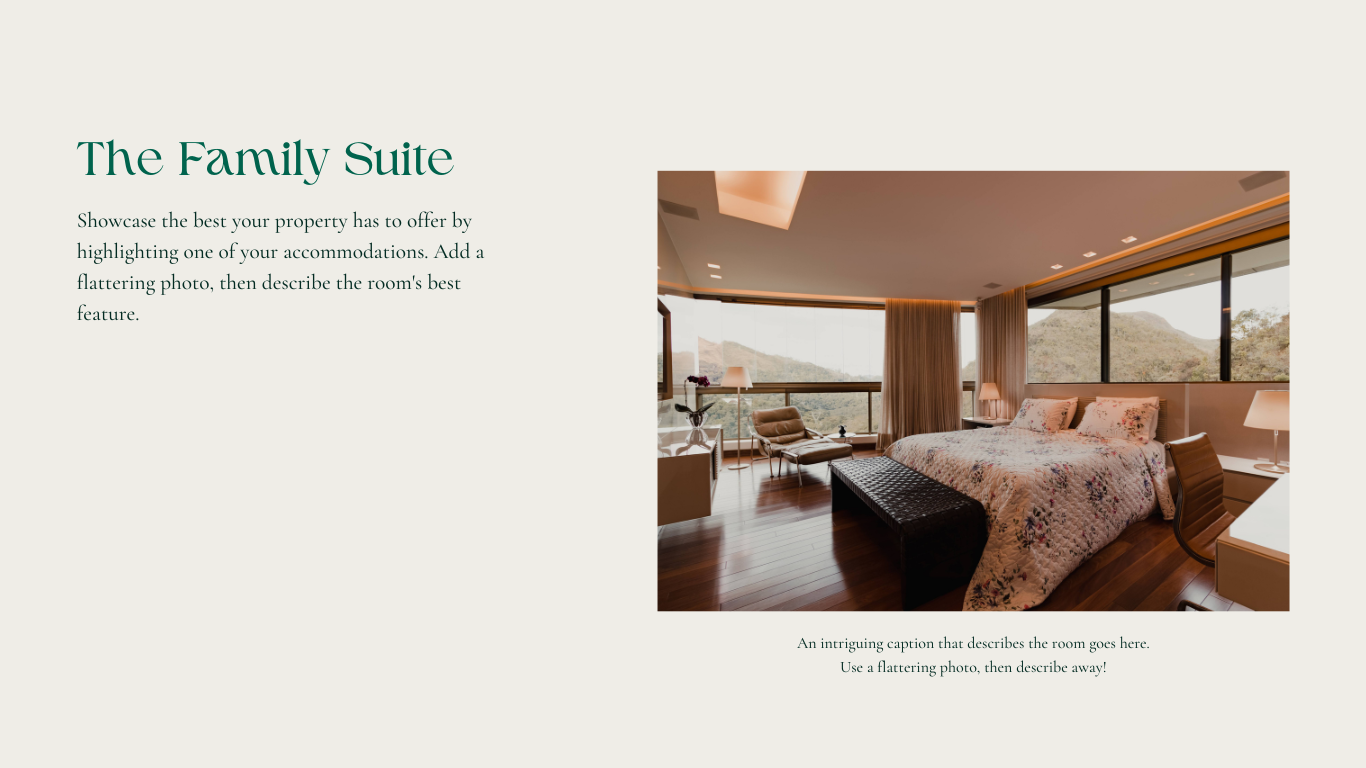 The Family Suite
Showcase the best your property has to offer by
highlighting one of your accommodations. Add a
flattering photo, then describe the room's best
feature.
An intriguing caption that describes the room goes here.
Use a flattering photo, then describe away!